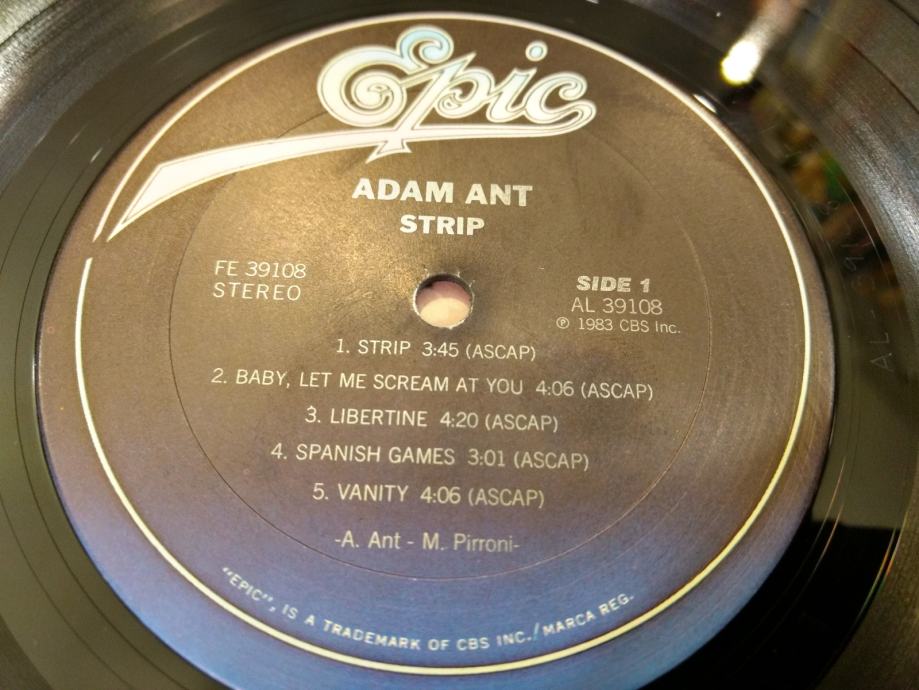 Epic
ADAM ANT
STRIP
FE 39108
STEREO
SIDE 1
AL 39108
℗ 1983 CBS Inc.
1. STRIP 3:45 (ASCAP)
2. BABY, LET ME SCREAM AT YOU 4:06 (ASCAP)
3. LIBERTINE 4:20 (ASCAP)
4. SPANISH GAMES 3:01 (ASCAP)
5. VANITY 4:06 (ASCAP)
-A. Ant - M. Pirroni-
"EPIC", IS A TRADEMARK OF CBS INC./MARCA REG.